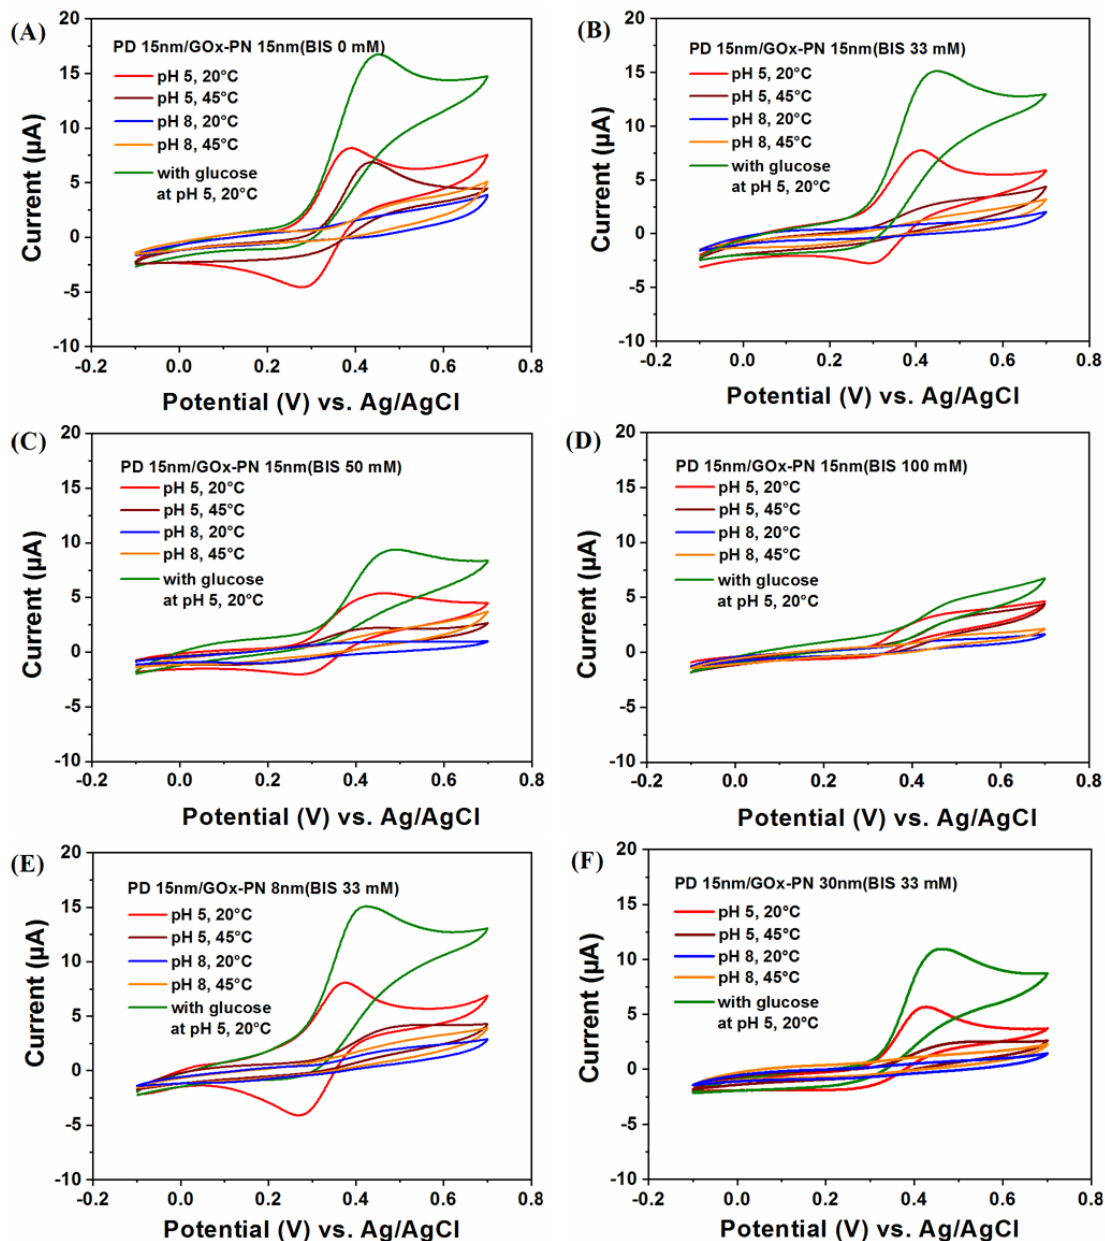 (A)
PD 15nm/GOx-PN 15nm(BIS 0 mM)
pH 5, 20°C
pH 5, 45°C
pH 8, 20°C
pH 8, 45°C
with glucose
at pH 5, 20°C
20
15
10
5
0
-5
-10
-0.2 0.0 0.2 0.4 0.6 0.8
Current (µA)
Potential (V) vs. Ag/AgCl
(B)
PD 15nm/GOx-PN 15nm(BIS 33 mM)
pH 5, 20°C
pH 5, 45°C
pH 8, 20°C
pH 8, 45°C
with glucose
at pH 5, 20°C
20
15
10
5
0
-5
-10
-0.2 0.0 0.2 0.4 0.6 0.8
Current (µA)
Potential (V) vs. Ag/AgCl
(C)
PD 15nm/GOx-PN 15nm(BIS 50 mM)
pH 5, 20°C
pH 5, 45°C
pH 8, 20°C
pH 8, 45°C
with glucose
at pH 5, 20°C
20
15
10
5
0
-5
-10
-0.2 0.0 0.2 0.4 0.6 0.8
Current (µA)
Potential (V) vs. Ag/AgCl
(D)
PD 15nm/GOx-PN 15nm(BIS 100 mM)
pH 5, 20°C
pH 5, 45°C
pH 8, 20°C
pH 8, 45°C
with glucose
at pH 5, 20°C
20
15
10
5
0
-5
-10
-0.2 0.0 0.2 0.4 0.6 0.8
Current (µA)
Potential (V) vs. Ag/AgCl
(E)
PD 15nm/GOx-PN 8nm(BIS 33 mM)
pH 5, 20°C
pH 5, 45°C
pH 8, 20°C
pH 8, 45°C
with glucose
at pH 5, 20°C
20
15
10
5
0
-5
-10
-0.2 0.0 0.2 0.4 0.6 0.8
Current (µA)
Potential (V) vs. Ag/AgCl
(F)
PD 15nm/GOx-PN 30nm(BIS 33 mM)
pH 5, 20°C
pH 5, 45°C
pH 8, 20°C
pH 8, 45°C
with glucose
at pH 5, 20°C
20
15
10
5
0
-5
-10
-0.2 0.0 0.2 0.4 0.6 0.8
Current (µA)
Potential (V) vs. Ag/AgCl